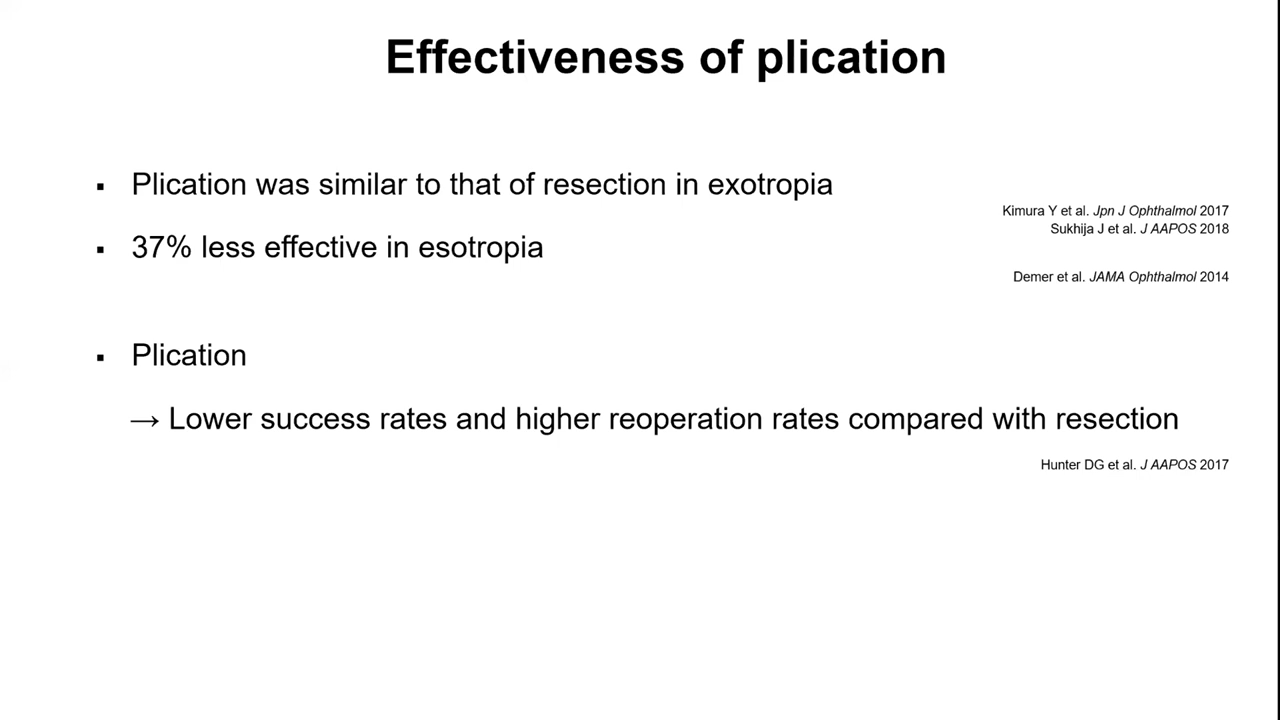 Effectiveness of plication
▪ Plication was similar to that of resection in exotropia
Kimura Y et al. Jpn J Ophthalmol 2017
Sukhija J et al. J AAPOS 2018
▪ 37% less effective in esotropia
Demer et al. JAMA Ophthalmol 2014
▪ Plication
→ Lower success rates and higher reoperation rates compared with resection
Hunter DG et al. J AAPOS 2017